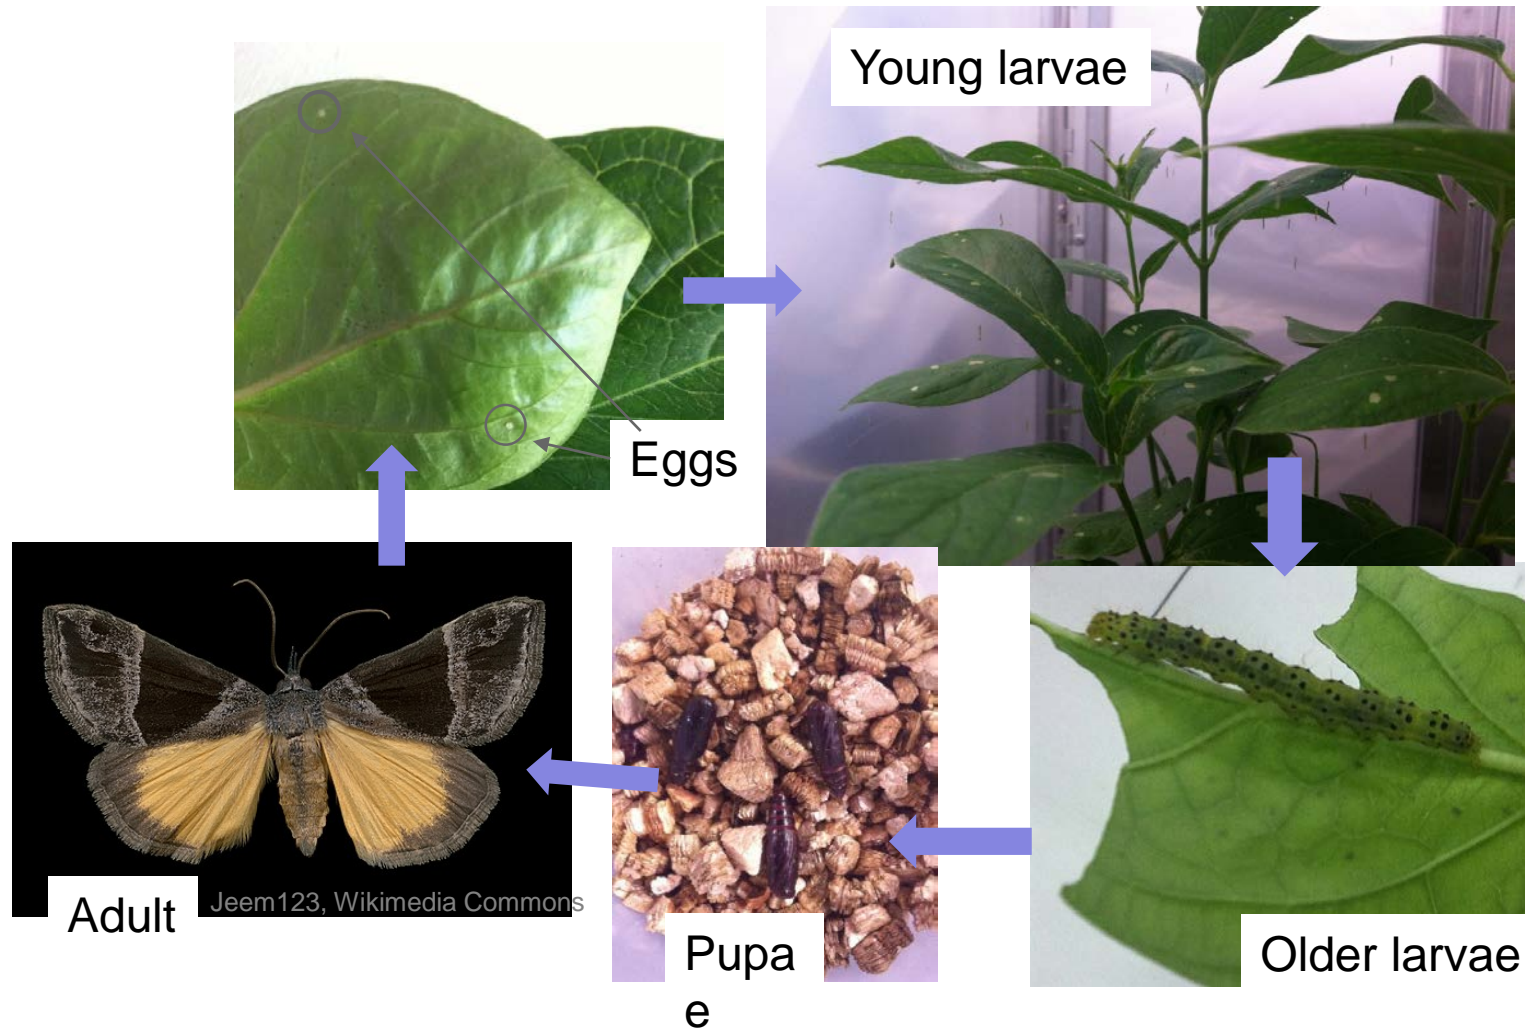 Young larvae
Eggs
Adult
Jeem123, Wikimedia Commons
Pupa
e
Older larvae